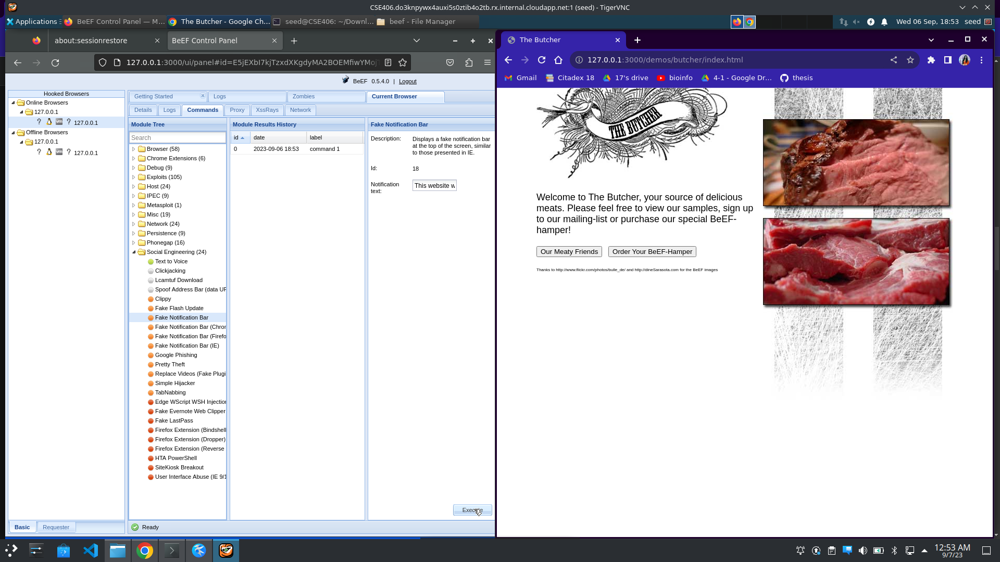 CSE406.do3knpywx4auxi5s0ztib4o2tb.rx.internal.cloudapp.net:1 (seed) - TigerVNC
Applications
BeEF Control Panel — M...
The Butcher - Google Ch...
seed@CSE406: ~/Downl...
beef - File Manager
Wed 06 Sep, 18:53 seed
about:sessionrestore
BeEF Control Panel
127.0.0.1:3000/ui/panel#id=E5jEXbI7kjTzxdXKgdyMA2BOEMfiwYMoj
BeEF 0.5.4.0 | Logout
Hooked Browsers
Online Browsers
127.0.0.1
? vm ? 127.0.0.1
Offline Browsers
127.0.0.1
? vm ? 127.0.0.1
Basic
Requester
Getting Started
Logs
Zombies
Current Browser
Details
Logs
Commands
Proxy
XssRays
Network
Module Tree
Search
Browser (58)
Chrome Extensions (6)
Debug (9)
Exploits (105)
Host (24)
IPEC (9)
Metasploit (1)
Misc (19)
Network (24)
Persistence (9)
Phonegap (16)
Social Engineering (24)
Text to Voice
Clickjacking
Lcamtuf Download
Spoof Address Bar (data UR
Clippy
Fake Flash Update
Fake Notification Bar
Fake Notification Bar (Chror
Fake Notification Bar (Firefo
Fake Notification Bar (IE)
Google Phishing
Pretty Theft
Replace Videos (Fake Plugi
Simple Hijacker
TabNabbing
Edge WScript WSH Injection
Fake Evernote Web Clipper
Fake LastPass
Firefox Extension (Bindshell
Firefox Extension (Dropper)
Firefox Extension (Reverse
HTA PowerShell
SiteKiosk Breakout
User Interface Abuse (IE 9/1
Module Results History
id date label
0 2023-09-06 18:53 command 1
Fake Notification Bar
Description: Displays a fake notification bar
at the top of the screen, similar
to those presented in IE.
Id: 18
Notification
text:
This website w
Execute
Ready
The Butcher
127.0.0.1:3000/demos/butcher/index.html
Gmail
Citadex 18
17's drive
bioinfo
4-1 - Google Dr...
thesis
THE BUTCHER
Welcome to The Butcher, your source of delicious
meats. Please feel free to view our samples, sign up
to our mailing-list or purchase our special BeEF-
hamper!
Our Meaty Friends
Order Your BeEF-Hamper
Thanks to http://www.flickr.com/photos/bulle_de/ and http://dineSarasota.com for the BeEF images
12:53 AM
9/7/23